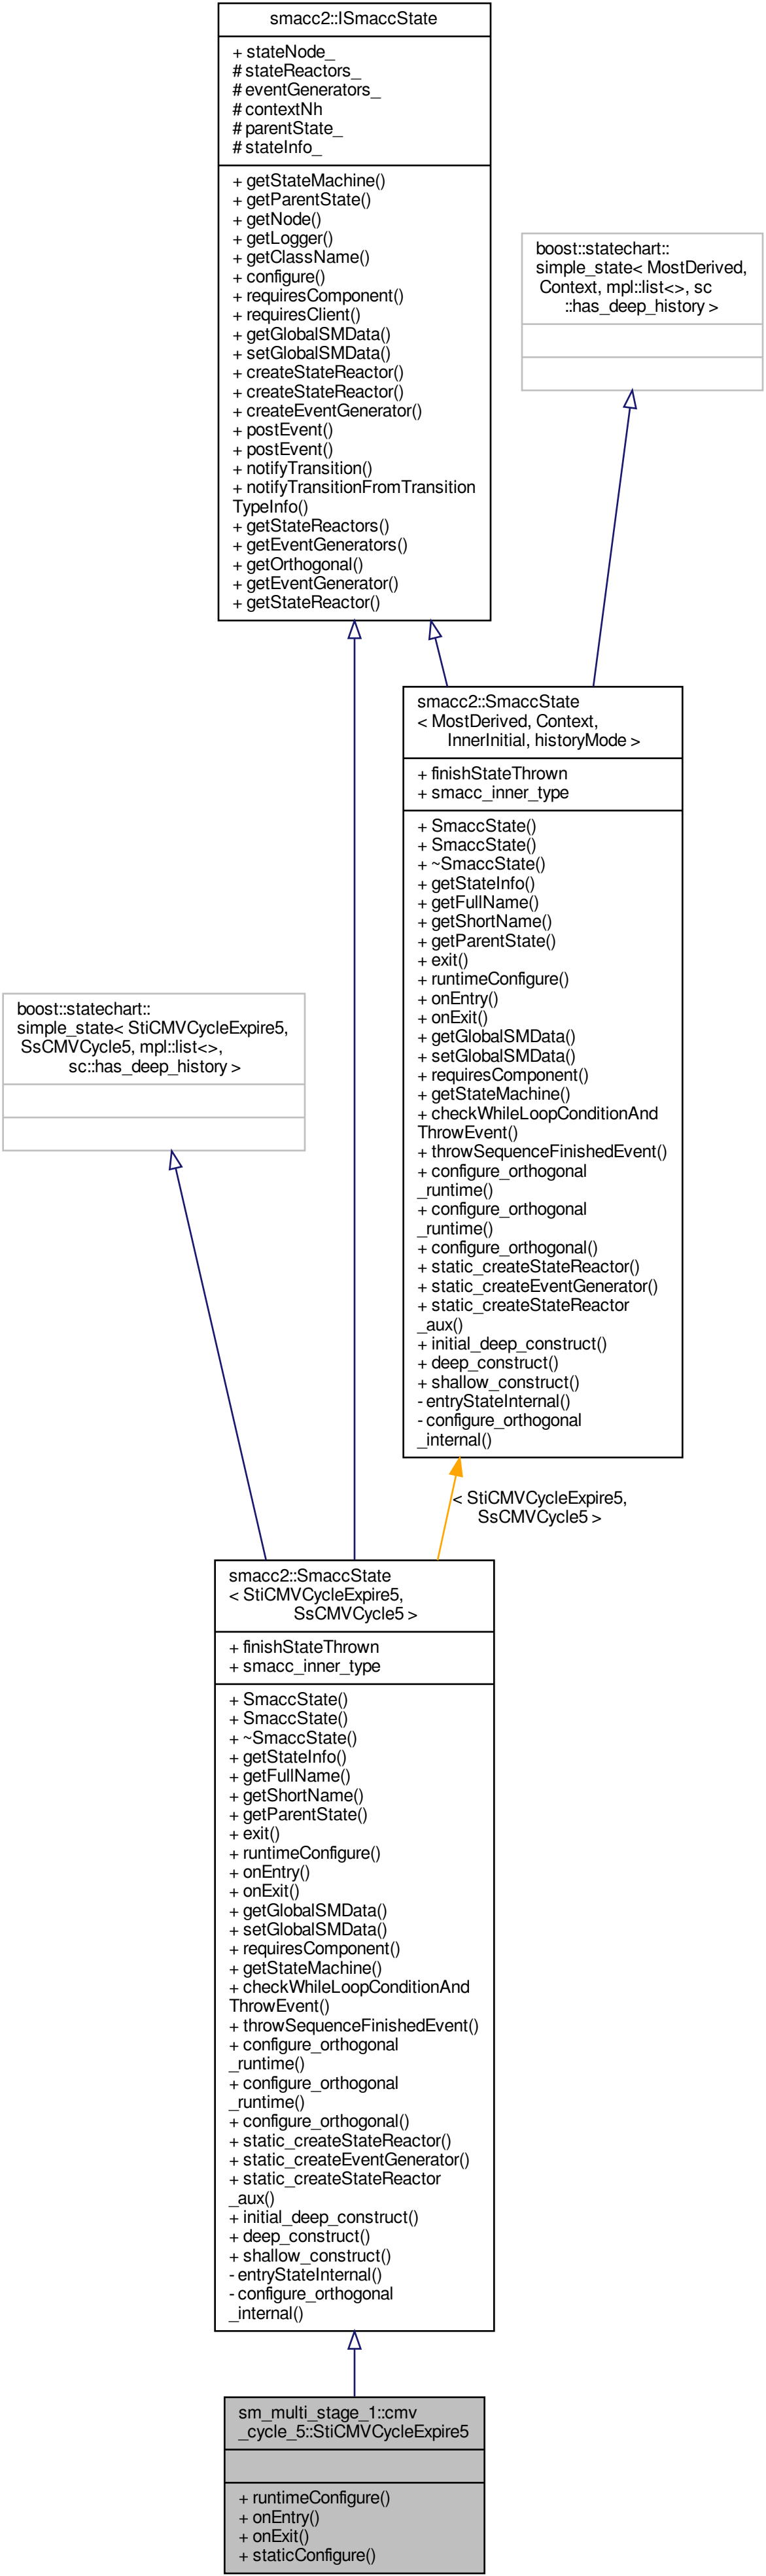 smacc2::ISmaccState
+ stateNode_
# stateReactors_
# eventGenerators_
# contextNh
# parentState_
# stateInfo_
+ getStateMachine()
+ getParentState()
+ getNode()
+ getLogger()
+ getClassName()
+ configure()
+ requiresComponent()
+ requiresClient()
+ getGlobalSMData()
+ setGlobalSMData()
+ createStateReactor()
+ createStateReactor()
+ createEventGenerator()
+ postEvent()
+ postEvent()
+ notifyTransition()
+ notifyTransitionFromTransition
TypeInfo()
+ getStateReactors()
+ getEventGenerators()
+ getOrthogonal()
+ getEventGenerator()
+ getStateReactor()
boost::statechart::
simple_state< MostDerived,
Context, mpl::list<>, sc
::has_deep_history >
smacc2::SmaccState
< MostDerived, Context,
InnerInitial, historyMode >
+ finishStateThrown
+ smacc_inner_type
+ SmaccState()
+ SmaccState()
+ ~SmaccState()
+ getStateInfo()
+ getFullName()
+ getShortName()
+ getParentState()
+ exit()
+ runtimeConfigure()
+ onEntry()
+ onExit()
+ getGlobalSMData()
+ setGlobalSMData()
+ requiresComponent()
+ getStateMachine()
+ checkWhileLoopConditionAnd
ThrowEvent()
+ throwSequenceFinishedEvent()
+ configure_orthogonal
_runtime()
+ configure_orthogonal
_runtime()
+ configure_orthogonal()
+ static_createStateReactor()
+ static_createEventGenerator()
+ static_createStateReactor
_aux()
+ initial_deep_construct()
+ deep_construct()
+ shallow_construct()
- entryStateInternal()
- configure_orthogonal
_internal()
boost::statechart::
simple_state< StiCMVCycleExpire5,
SsCMVCycle5, mpl::list<>,
sc::has_deep_history >
< StiCMVCycleExpire5,
SsCMVCycle5 >
smacc2::SmaccState
< StiCMVCycleExpire5,
SsCMVCycle5 >
+ finishStateThrown
+ smacc_inner_type
+ SmaccState()
+ SmaccState()
+ ~SmaccState()
+ getStateInfo()
+ getFullName()
+ getShortName()
+ getParentState()
+ exit()
+ runtimeConfigure()
+ onEntry()
+ onExit()
+ getGlobalSMData()
+ setGlobalSMData()
+ requiresComponent()
+ getStateMachine()
+ checkWhileLoopConditionAnd
ThrowEvent()
+ throwSequenceFinishedEvent()
+ configure_orthogonal
_runtime()
+ configure_orthogonal
_runtime()
+ configure_orthogonal()
+ static_createStateReactor()
+ static_createEventGenerator()
+ static_createStateReactor
_aux()
+ initial_deep_construct()
+ deep_construct()
+ shallow_construct()
- entryStateInternal()
- configure_orthogonal
_internal()
sm_multi_stage_1::cmv
_cycle_5::StiCMVCycleExpire5
+ runtimeConfigure()
+ onEntry()
+ onExit()
+ staticConfigure()